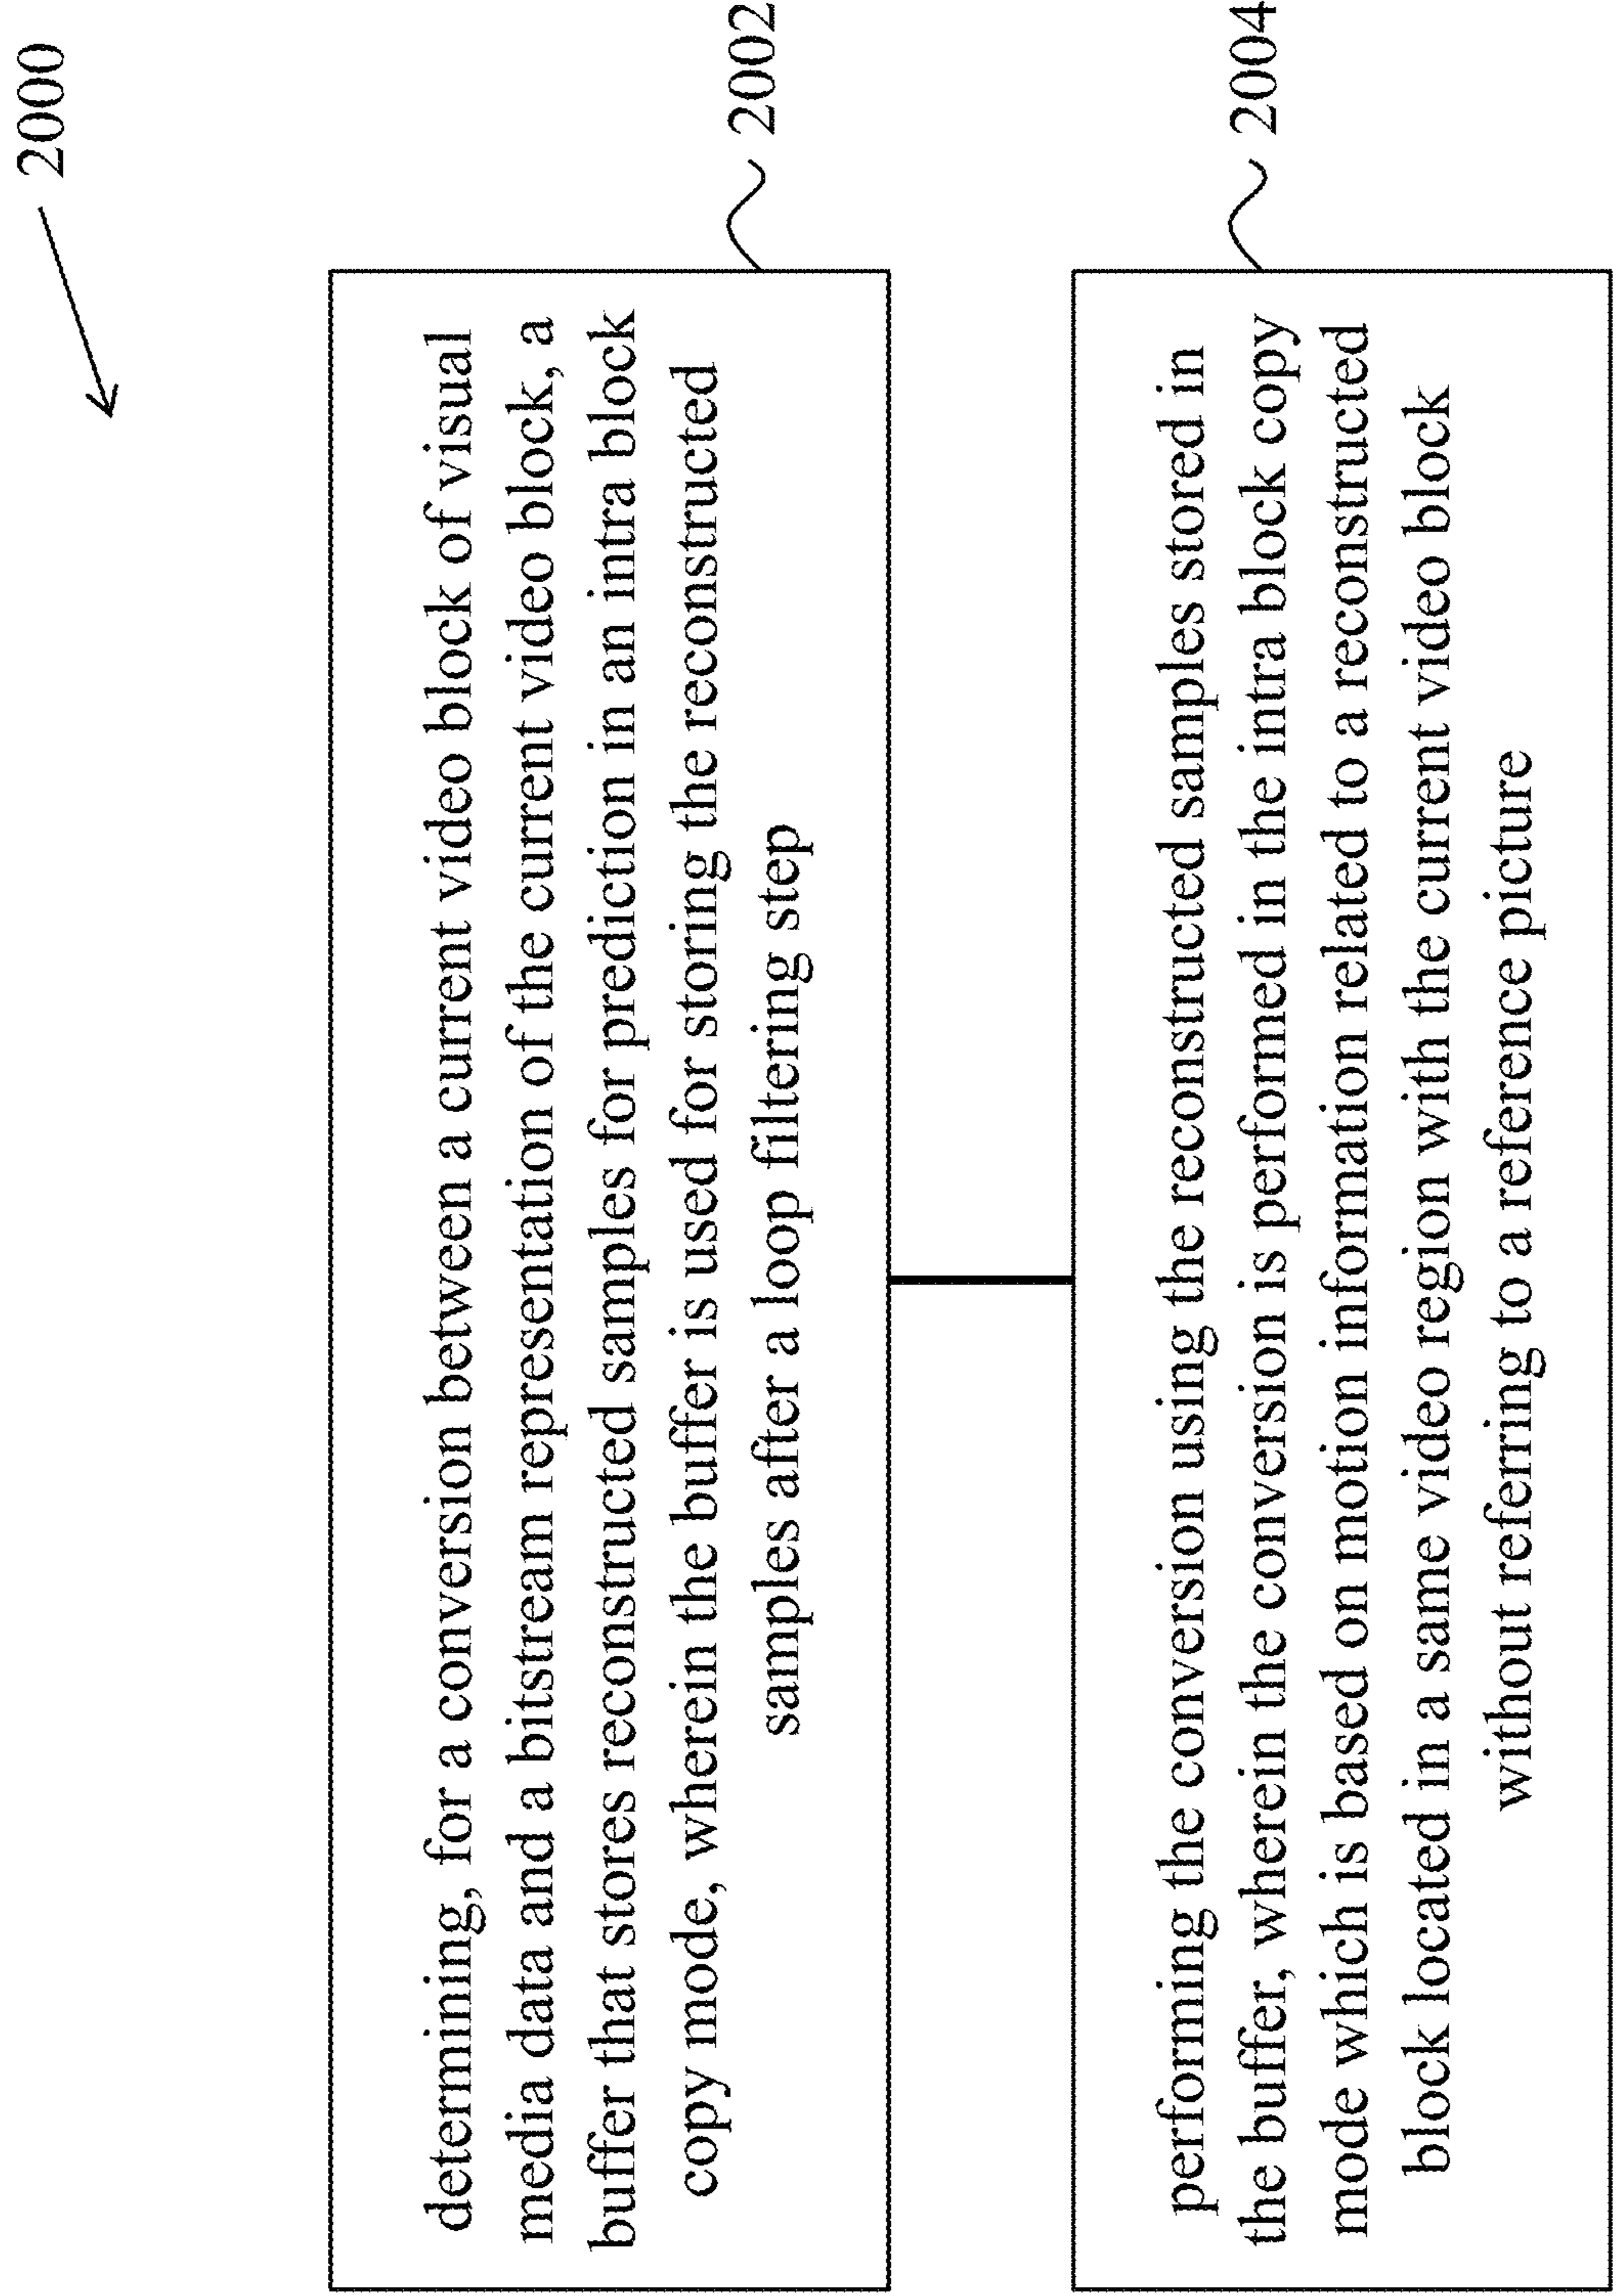 2000
determining, for a conversion between a current video block of visual
media data and a bitstream representation of the current video block, a
buffer that stores reconstructed samples for prediction in an intra block
copy mode, wherein the buffer is used for storing the reconstructed
samples after a loop filtering step
2002
performing the conversion using the reconstructed samples stored in
the buffer, wherein the conversion is performed in the intra block copy
mode which is based on motion information related to a reconstructed
block located in a same video region with the current video block
without referring to a reference picture
2004